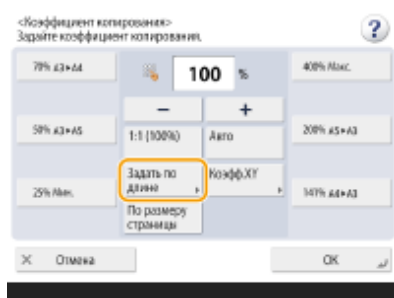 <Коэффициент копирования>
Задайте коэффициент копирования.
?
70% A3▸A4
100 %
400% Макс.
− +
50% A3▸A5
1:1 (100%)
Авто
200% A5▸A3
Задать по
длине
Коэфф.XY
25% Мин.
141% A4▸A3
По размеру
страницы
× Отмена
OK